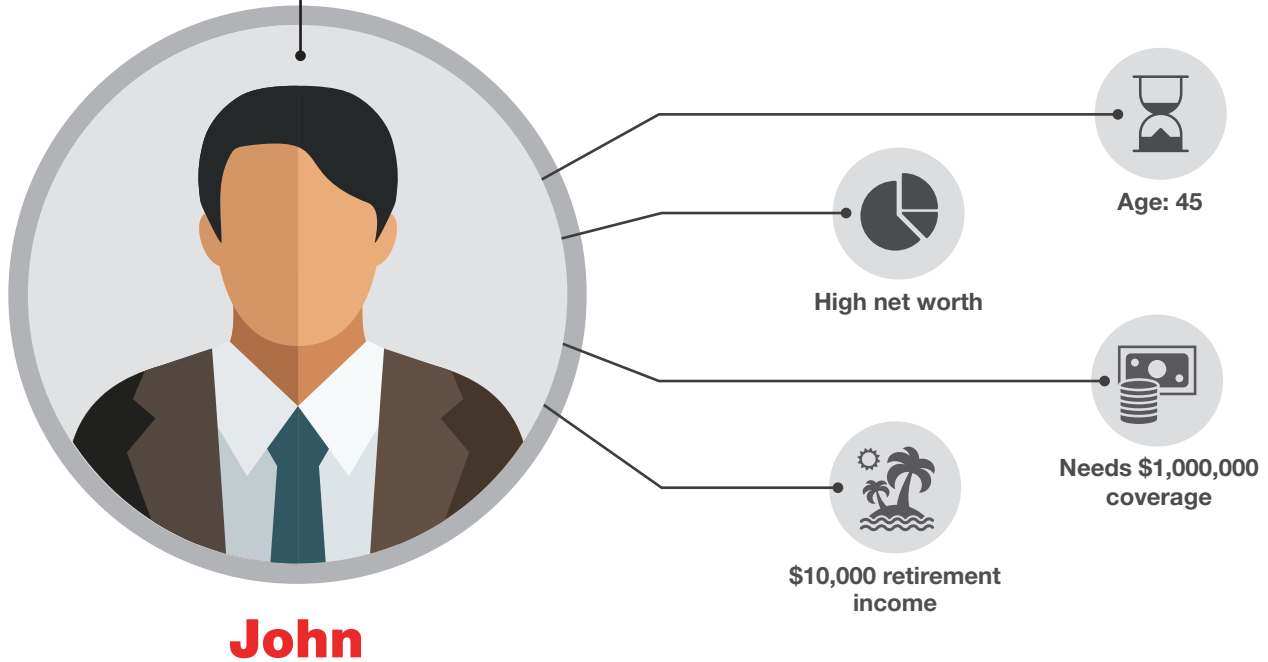 Age: 45
High net worth
Needs $1,000,000
coverage
$10,000 retirement
income
John